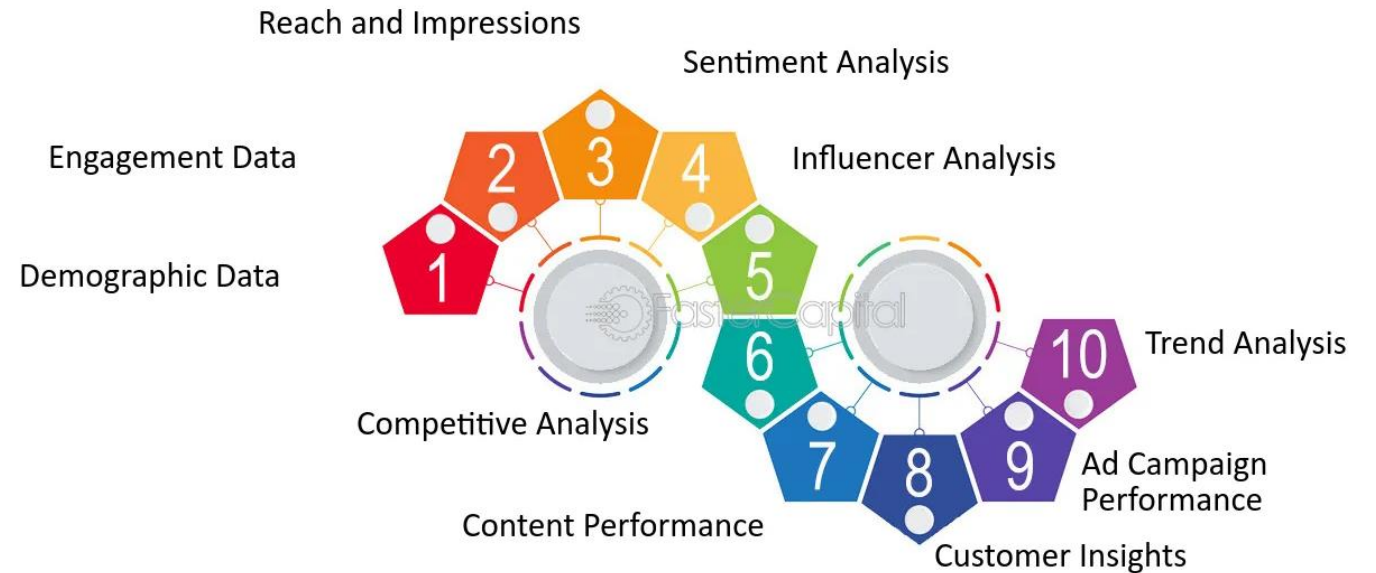 Reach and Impressions
Sentiment Analysis
Engagement Data
2
3
4
Influencer Analysis
Demographic Data
1
5
FasterCapital
6
10
Trend Analysis
Competitive Analysis
7
8
9
Ad Campaign
Performance
Content Performance
Customer Insights